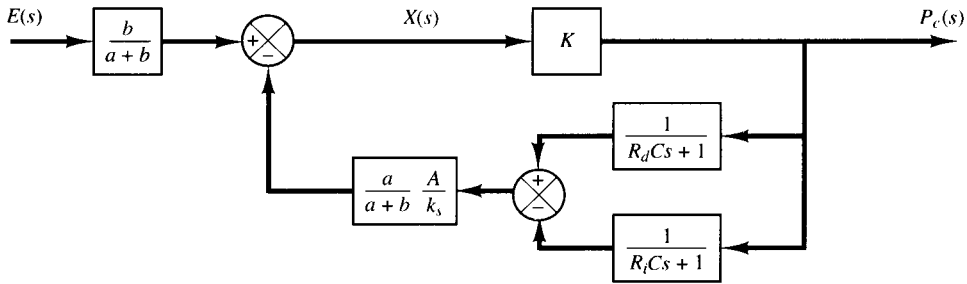 E(s)
b
a + b
+
−
X(s)
K
P_c(s)
1
R_dCs + 1
a
a + b
A
k_s
+
−
1
R_iCs + 1